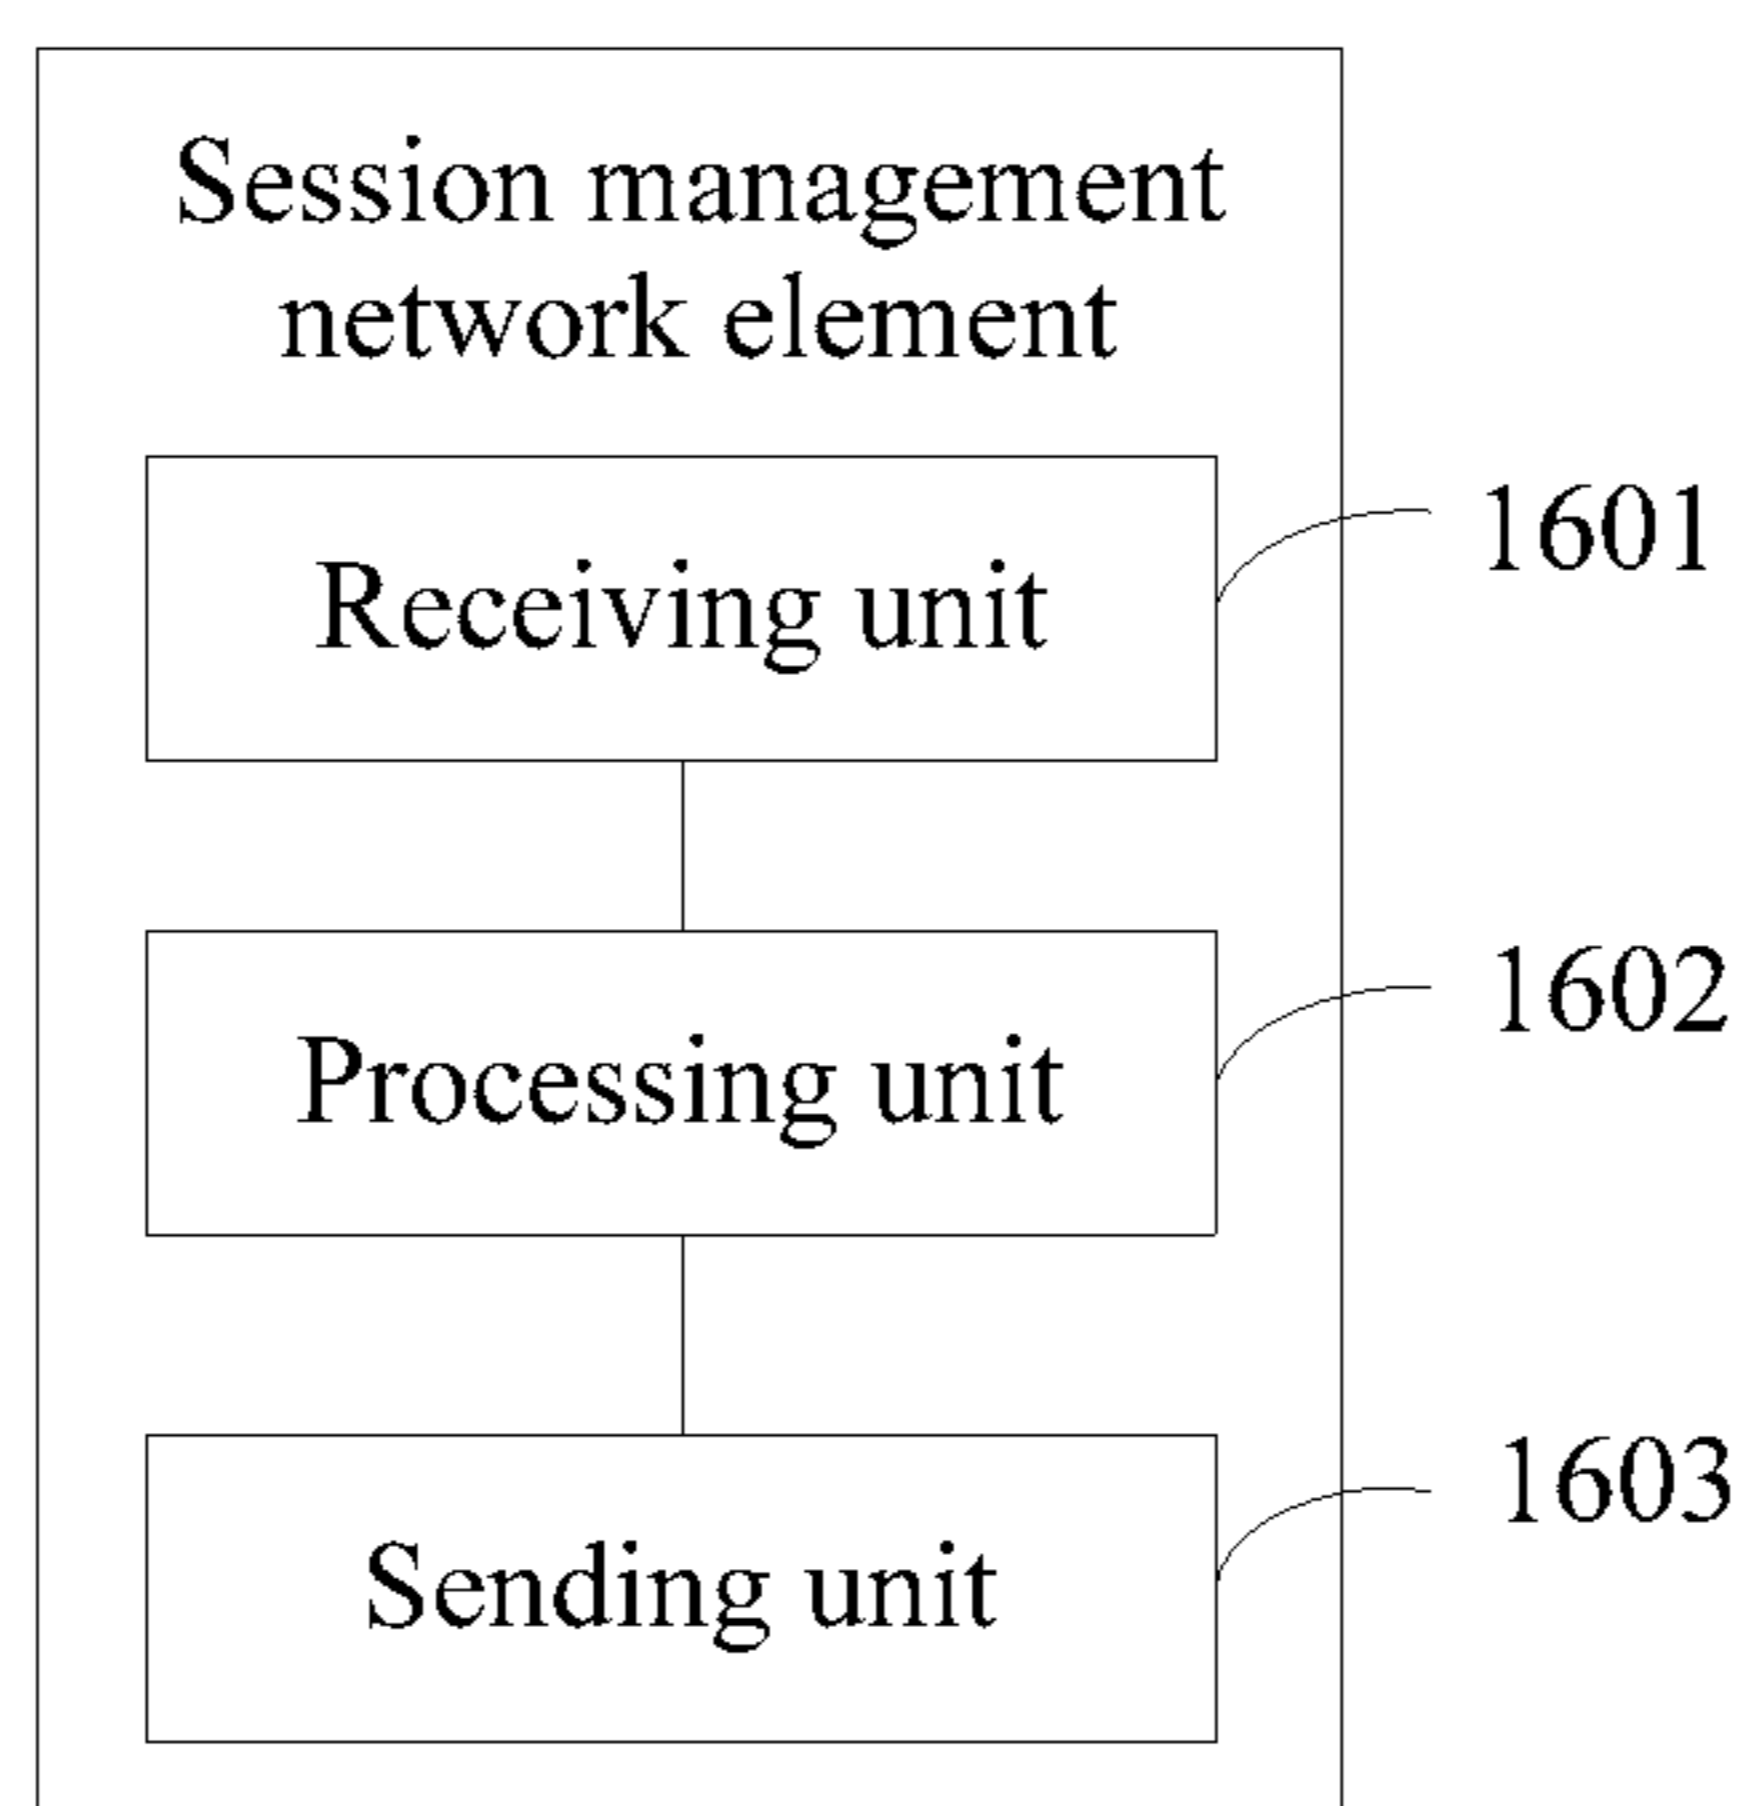 Session management
network element
Receiving unit
1601
Processing unit
1602
Sending unit
1603